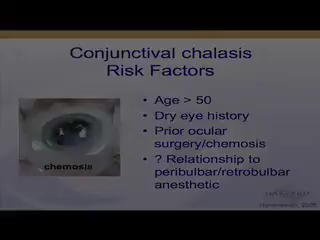 Conjunctival chalasis
Risk Factors
• Age > 50
• Dry eye history
• Prior ocular
surgery/chemosis
• ? Relationship to
peribulbar/retrobulbar
anesthetic
chemosis